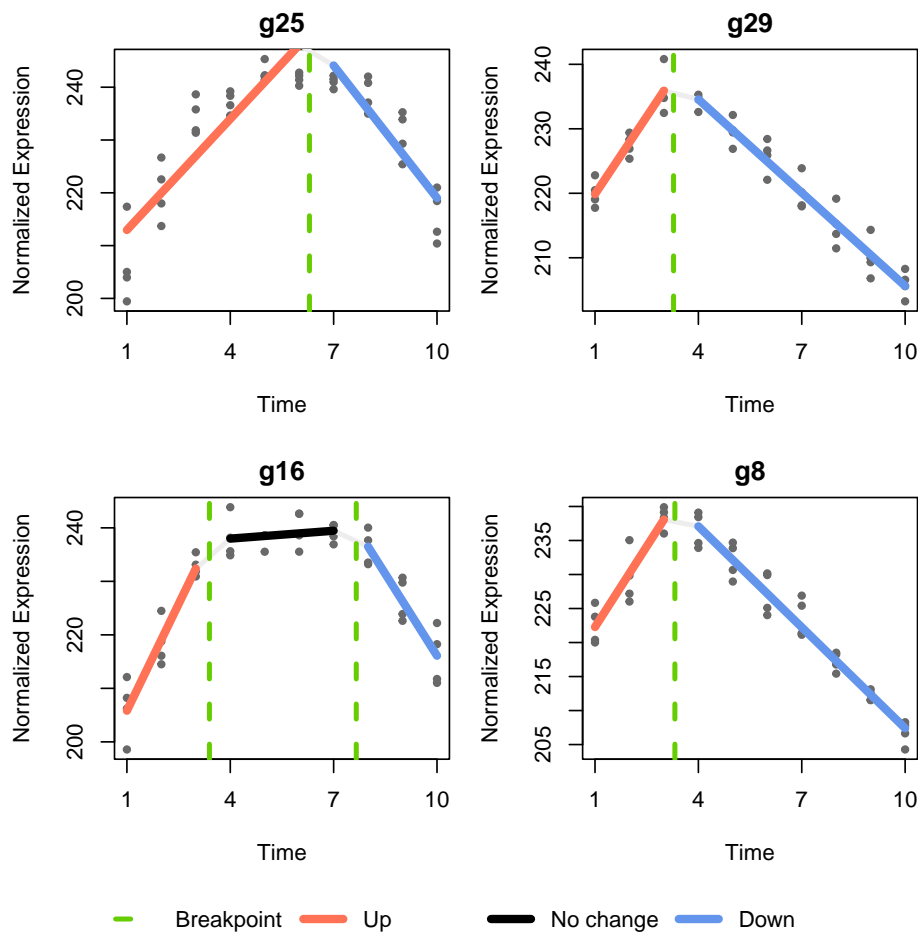 g25
Normalized Expression
240
220
200
1 4 7 10
Time
g29
Normalized Expression
240
230
220
210
1 4 7 10
Time
g16
Normalized Expression
240
220
200
1 4 7 10
Time
g8
Normalized Expression
235
225
215
205
1 4 7 10
Time
Breakpoint Up No change Down